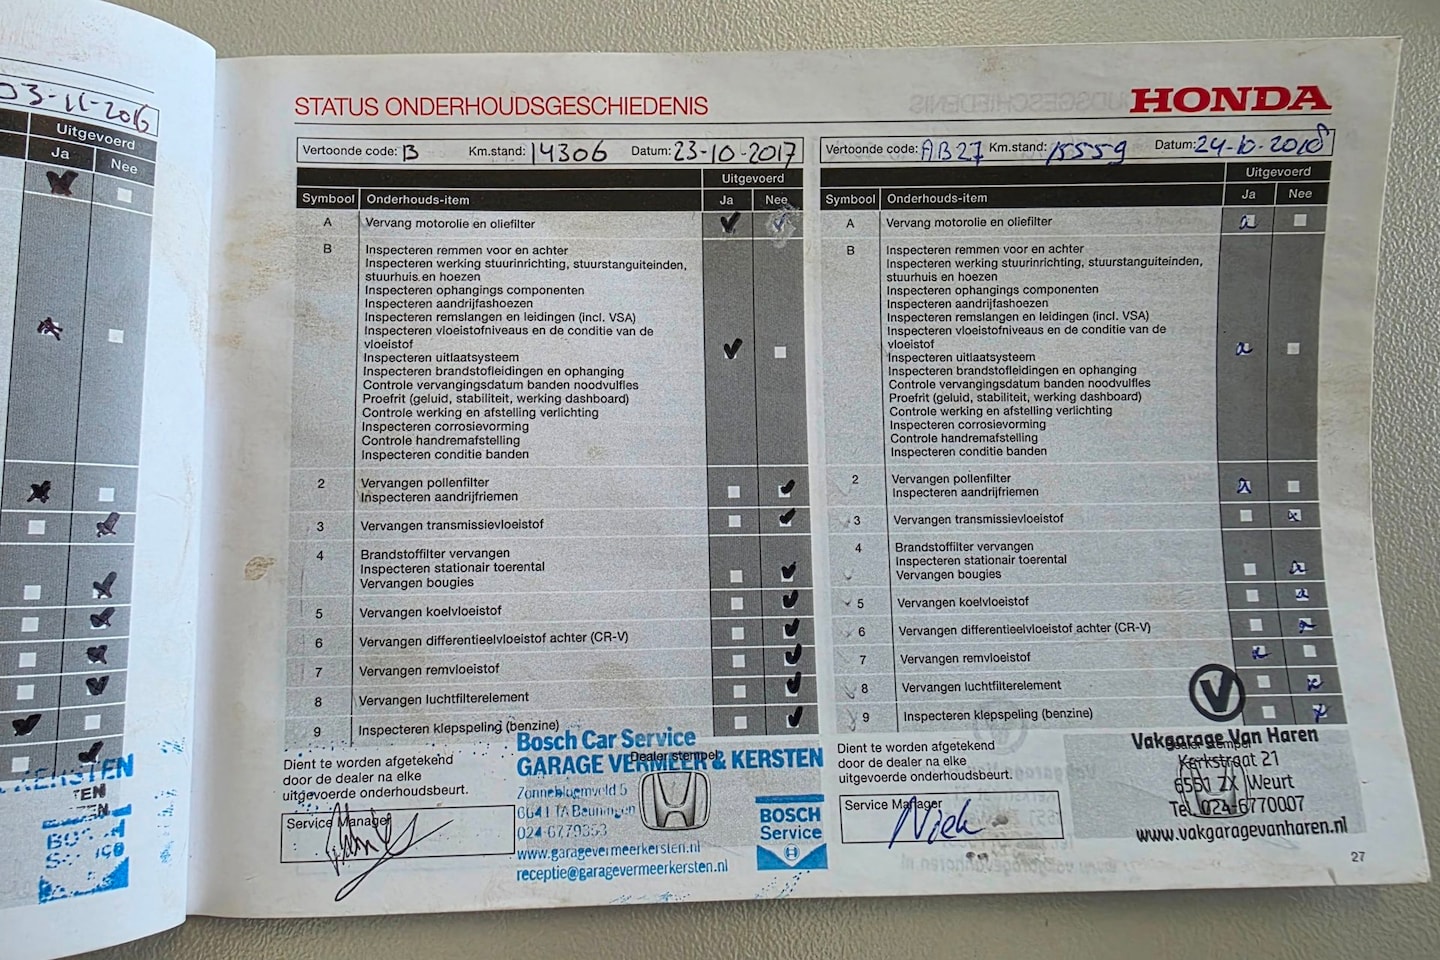 03-11-2016
Uitgevoerd
Ja Nee
STATUS ONDERHOUDSGESCHIEDENIS
HONDA
Vertoonde code: B Km.stand: 14306 Datum: 23-10-2017
Uitgevoerd
Symbool Onderhouds-item Ja Nee
A Vervang motorolie en oliefilter
B Inspecteren remmen voor en achter
Inspecteren werking stuurinrichting, stuurstanguiteinden,
stuurhuis en hoezen
Inspecteren ophangings componenten
Inspecteren aandrijfashoezen
Inspecteren remslangen en leidingen (incl. VSA)
Inspecteren vloeistofniveaus en de conditie van de
vloeistof
Inspecteren uitlaatsysteem
Inspecteren brandstofleidingen en ophanging
Controle vervangingsdatum banden noodvulfles
Proefrit (geluid, stabiliteit, werking dashboard)
Controle werking en afstelling verlichting
Inspecteren corrosievorming
Controle handremafstelling
Inspecteren conditie banden
2 Vervangen pollenfilter
Inspecteren aandrijfriemen
3 Vervangen transmissievloeistof
4 Brandstoffilter vervangen
Inspecteren stationair toerental
Vervangen bougies
5 Vervangen koelvloeistof
6 Vervangen differentieelvloeistof achter (CR-V)
7 Vervangen remvloeistof
8 Vervangen luchtfilterelement
9 Inspecteren klepspeling (benzine)
Dient te worden afgetekend
door de dealer na elke
uitgevoerde onderhoudsbeurt.
Service Manager
Dealer stempel
Bosch Car Service
GARAGE VERMEER & KERSTEN
Zonnebloemveld 5
6641 TA Beuningen
www.garagevermeerkersten.nl
receptie@garagevermeerkersten.nl
BOSCH
Service
Vertoonde code: AB27 Km.stand: 15559 Datum: 24-10-2018
Uitgevoerd
Symbool Onderhouds-item Ja Nee
A Vervang motorolie en oliefilter
B Inspecteren remmen voor en achter
Inspecteren werking stuurinrichting, stuurstanguiteinden,
stuurhuis en hoezen
Inspecteren ophangings componenten
Inspecteren aandrijfashoezen
Inspecteren remslangen en leidingen (incl. VSA)
Inspecteren vloeistofniveaus en de conditie van de
vloeistof
Inspecteren uitlaatsysteem
Inspecteren brandstofleidingen en ophanging
Controle vervangingsdatum banden noodvulfles
Proefrit (geluid, stabiliteit, werking dashboard)
Controle werking en afstelling verlichting
Inspecteren corrosievorming
Controle handremafstelling
Inspecteren conditie banden
2 Vervangen pollenfilter
Inspecteren aandrijfriemen
3 Vervangen transmissievloeistof
4 Brandstoffilter vervangen
Inspecteren stationair toerental
Vervangen bougies
5 Vervangen koelvloeistof
6 Vervangen differentieelvloeistof achter (CR-V)
7 Vervangen remvloeistof
8 Vervangen luchtfilterelement
9 Inspecteren klepspeling (benzine)
Dient te worden afgetekend
door de dealer na elke
uitgevoerde onderhoudsbeurt.
Service Manager
Niek
Dealer stempel
Vakgarage Van Haren
Kerkstraat 21
6551 ZX Weurt
Tel. 024-6770007
www.vakgaragevanharen.nl
27
KERSTEN